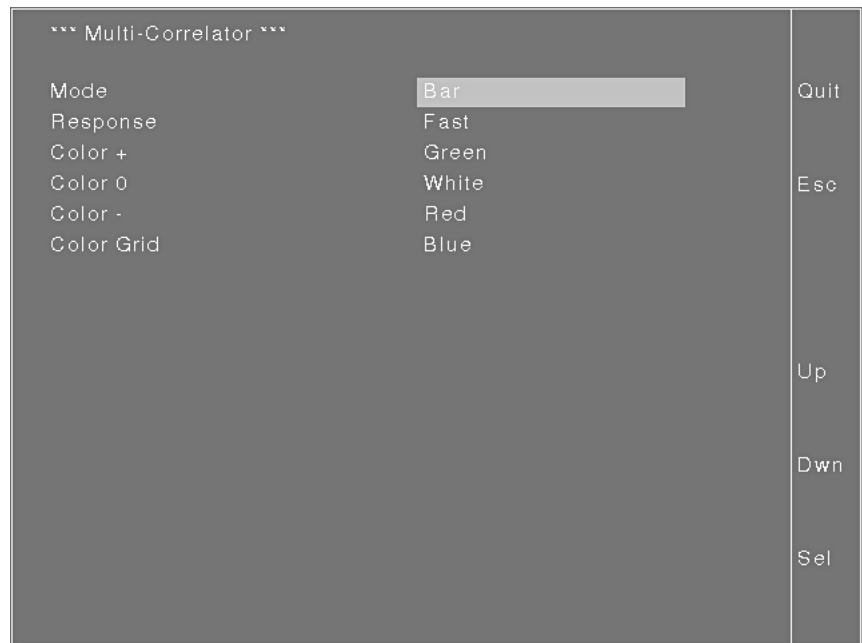 *** Multi-Correlator ***
Mode Bar Quit
Response Fast
Color + Green
Color 0 White Esc
Color - Red
Color Grid Blue
Up
Dwn
Sel